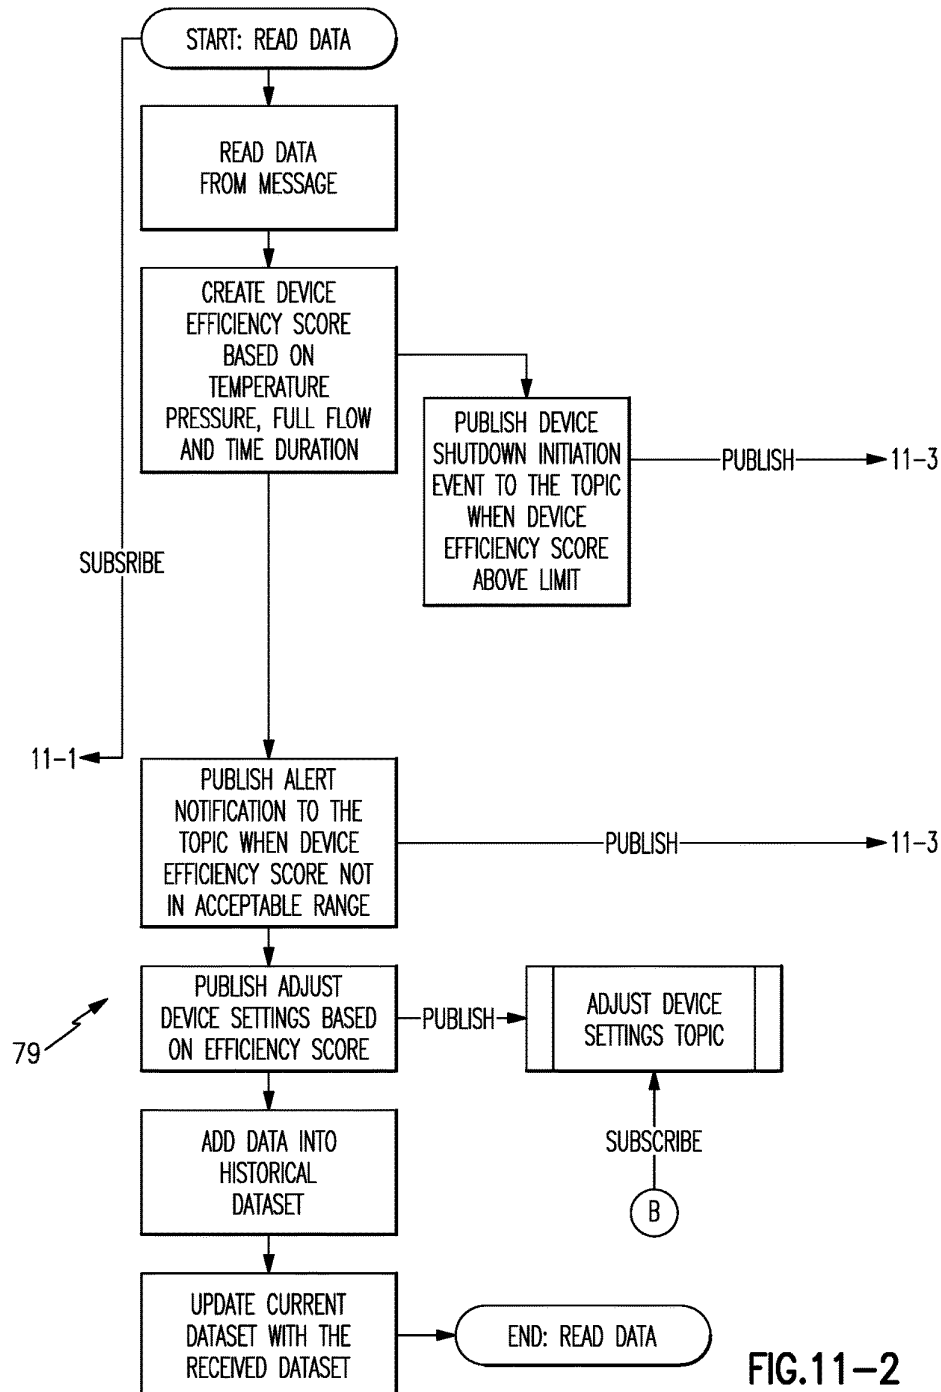 START: READ DATA
READ DATA
FROM MESSAGE
CREATE DEVICE
EFFICIENCY SCORE
BASED ON
TEMPERATURE
PRESSURE, FULL FLOW
AND TIME DURATION
PUBLISH DEVICE
SHUTDOWN INITIATION
EVENT TO THE TOPIC
WHEN DEVICE
EFFICIENCY SCORE
ABOVE LIMIT
PUBLISH
11-3
SUBSRIBE
11-1
PUBLISH ALERT
NOTIFICATION TO THE
TOPIC WHEN DEVICE
EFFICIENCY SCORE NOT
IN ACCEPTABLE RANGE
PUBLISH
11-3
PUBLISH ADJUST
DEVICE SETTINGS BASED
ON EFFICIENCY SCORE
PUBLISH
ADJUST DEVICE
SETTINGS TOPIC
79
ADD DATA INTO
HISTORICAL
DATASET
SUBSCRIBE
B
UPDATE CURRENT
DATASET WITH THE
RECEIVED DATASET
END: READ DATA
FIG.11-2